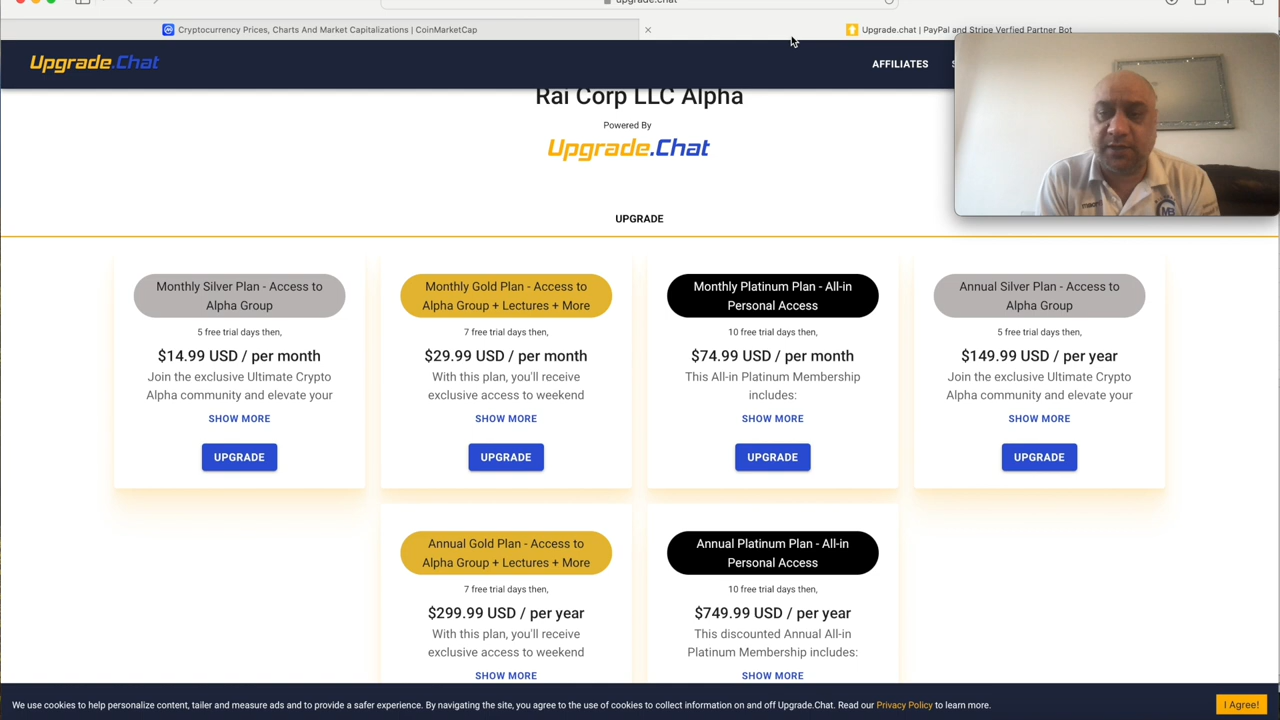 upgrade.chat
Cryptocurrency Prices, Charts And Market Capitalizations | CoinMarketCap
Upgrade.chat | PayPal and Stripe Verfied Partner Bot
Upgrade.Chat
AFFILIATES
Rai Corp LLC Alpha
Powered By
Upgrade.Chat
UPGRADE
Monthly Silver Plan - Access to
Alpha Group
5 free trial days then,
$14.99 USD / per month
Join the exclusive Ultimate Crypto
Alpha community and elevate your
SHOW MORE
UPGRADE
Monthly Gold Plan - Access to
Alpha Group + Lectures + More
7 free trial days then,
$29.99 USD / per month
With this plan, you'll receive
exclusive access to weekend
SHOW MORE
UPGRADE
Monthly Platinum Plan - All-in
Personal Access
10 free trial days then,
$74.99 USD / per month
This All-in Platinum Membership
includes:
SHOW MORE
UPGRADE
Annual Silver Plan - Access to
Alpha Group
5 free trial days then,
$149.99 USD / per year
Join the exclusive Ultimate Crypto
Alpha community and elevate your
SHOW MORE
UPGRADE
Annual Gold Plan - Access to
Alpha Group + Lectures + More
7 free trial days then,
$299.99 USD / per year
With this plan, you'll receive
exclusive access to weekend
SHOW MORE
Annual Platinum Plan - All-in
Personal Access
10 free trial days then,
$749.99 USD / per year
This discounted Annual All-in
Platinum Membership includes:
SHOW MORE
We use cookies to help personalize content, tailer and measure ads and to provide a safer experience. By navigating the site, you agree to the use of cookies to collect information on and off Upgrade.Chat. Read our Privacy Policy to learn more.
I Agree!